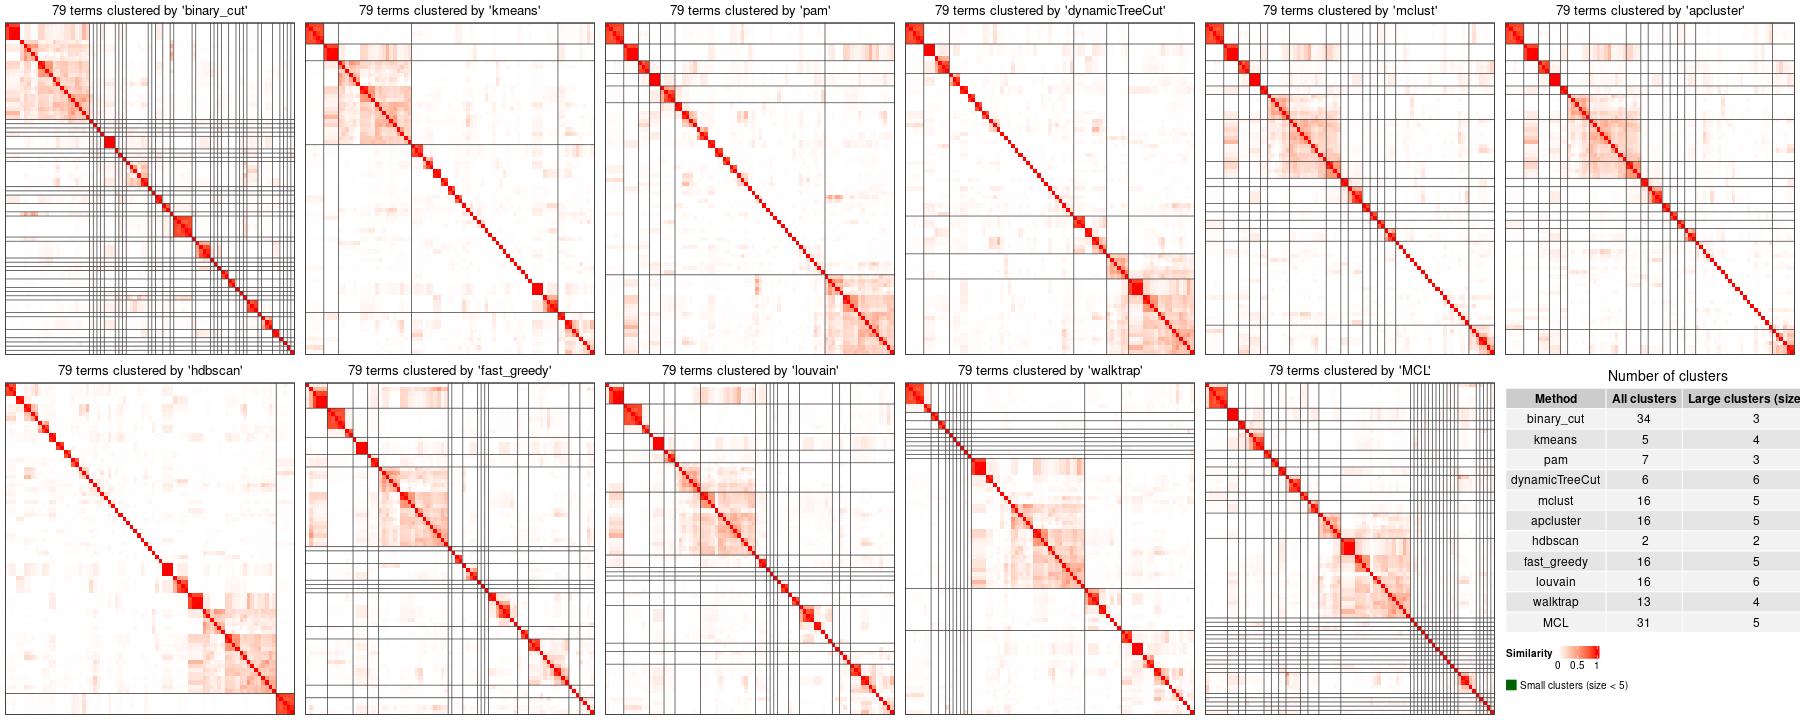 79 terms clustered by 'binary_cut'
79 terms clustered by 'kmeans'
79 terms clustered by 'pam'
79 terms clustered by 'dynamicTreeCut'
79 terms clustered by 'mclust'
79 terms clustered by 'apcluster'
79 terms clustered by 'hdbscan'
79 terms clustered by 'fast_greedy'
79 terms clustered by 'louvain'
79 terms clustered by 'walktrap'
79 terms clustered by 'MCL'
Number of clusters
Method All clusters Large clusters (size
binary_cut 34 3
kmeans 5 4
pam 7 3
dynamicTreeCut 6 6
mclust 16 5
apcluster 16 5
hdbscan 2 2
fast_greedy 16 5
louvain 16 6
walktrap 13 4
MCL 31 5
Similarity
0 0.5 1
Small clusters (size < 5)